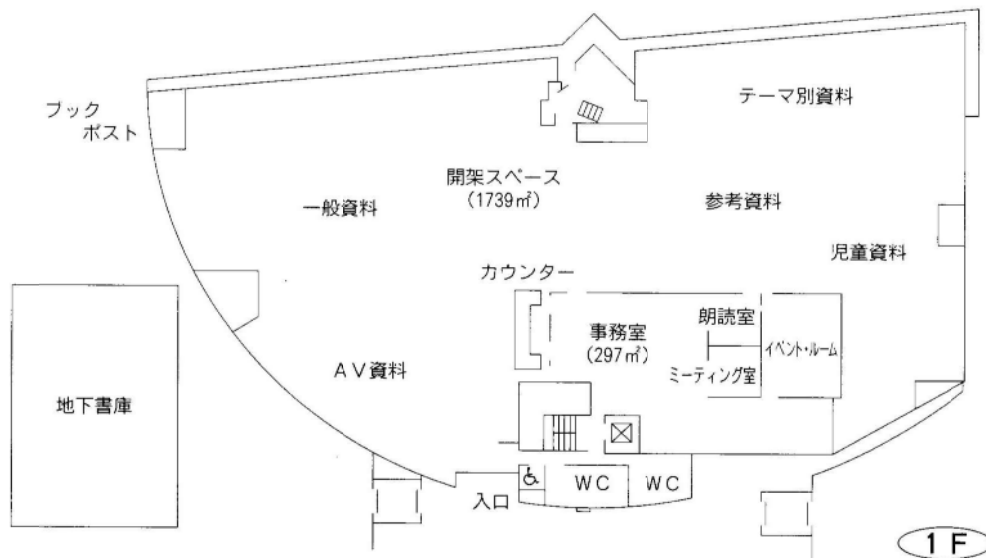 テーマ別資料
ブック
ポスト
開架スペース
(1739㎡)
一般資料
参考資料
児童資料
カウンター
朗読室
事務室
(297㎡)
イベント・ルーム
ミーティング室
AV資料
地下書庫
WC
WC
入口
1F